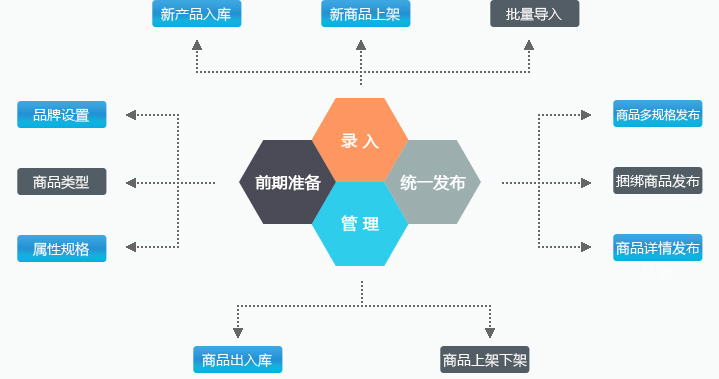 新产品入库
新商品上架
批量导入
品牌设置
商品类型
属性规格
录 入
前期准备
统一发布
管 理
商品多规格发布
捆绑商品发布
商品详情发布
商品出入库
商品上架下架